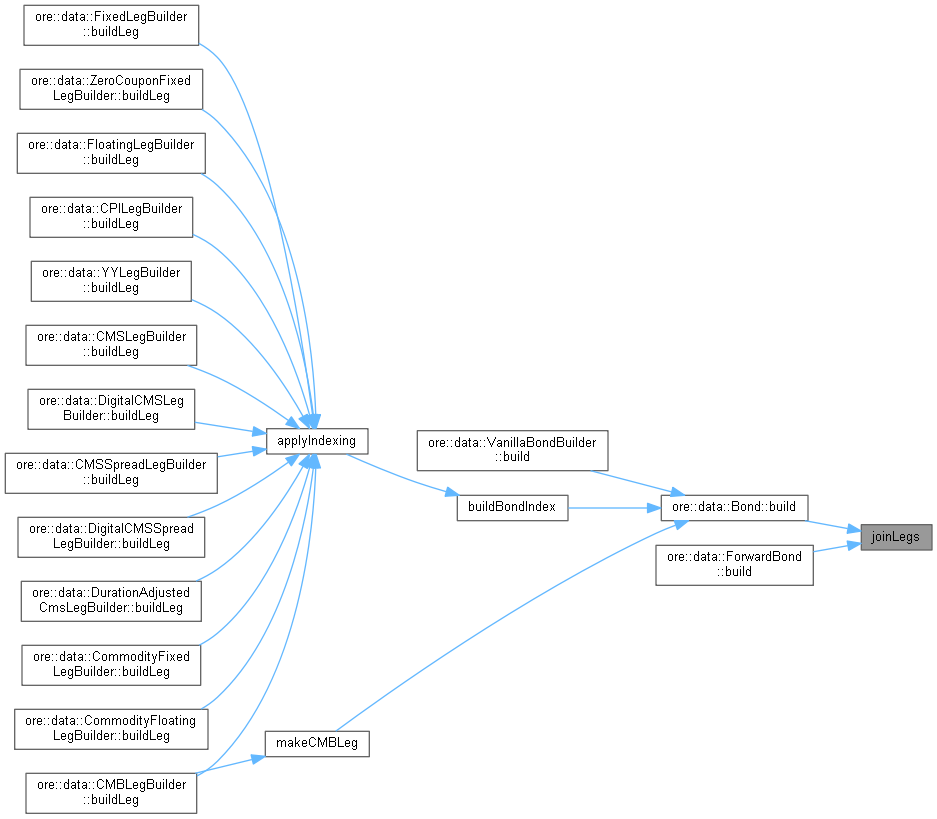 ore::data::FixedLegBuilder
::buildLeg
ore::data::ZeroCouponFixed
LegBuilder::buildLeg
ore::data::FloatingLegBuilder
::buildLeg
ore::data::CPILegBuilder
::buildLeg
ore::data::YYLegBuilder
::buildLeg
ore::data::CMSLegBuilder
::buildLeg
ore::data::DigitalCMSLeg
Builder::buildLeg
ore::data::CMSSpreadLegBuilder
::buildLeg
ore::data::DigitalCMSSpread
LegBuilder::buildLeg
ore::data::DurationAdjusted
CmsLegBuilder::buildLeg
ore::data::CommodityFixed
LegBuilder::buildLeg
ore::data::CommodityFloating
LegBuilder::buildLeg
ore::data::CMBLegBuilder
::buildLeg
applyIndexing
makeCMBLeg
ore::data::VanillaBondBuilder
::build
buildBondIndex
ore::data::Bond::build
ore::data::ForwardBond
::build
joinLegs